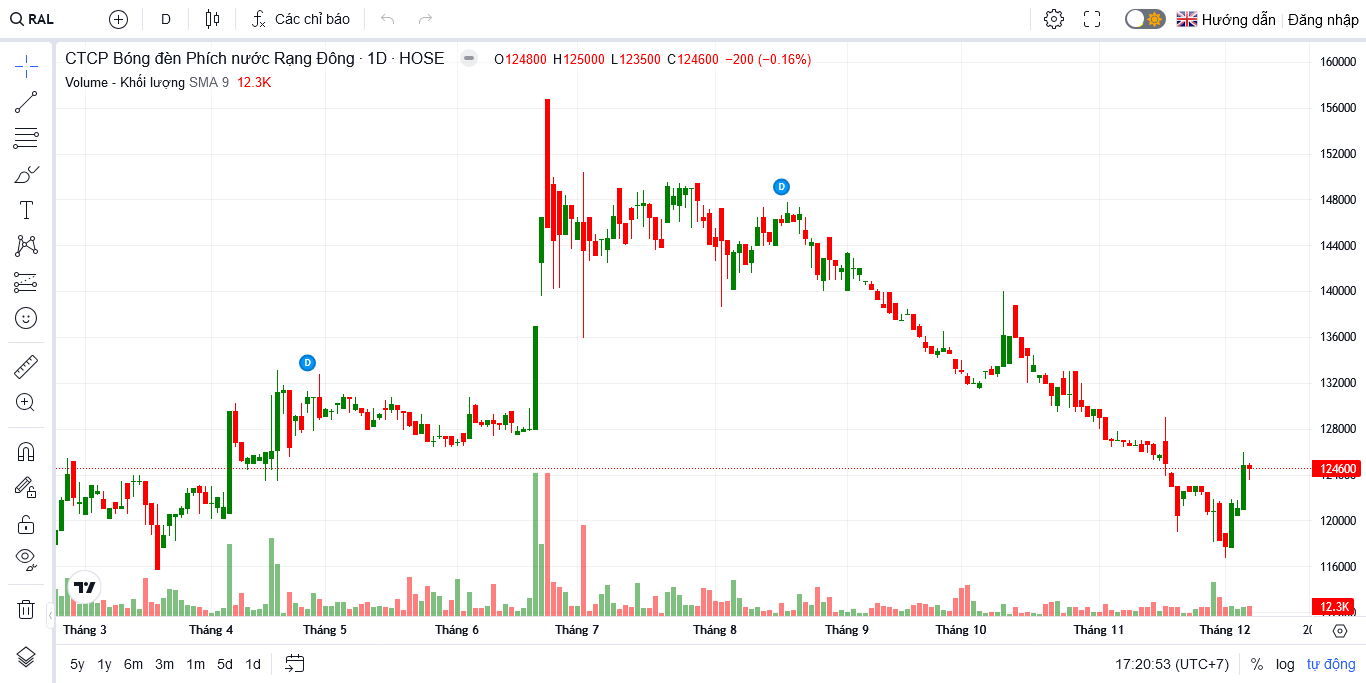 RAL D Các chỉ báo Hướng dẫn Đăng nhập
CTCP Bóng đèn Phích nước Rạng Đông · 1D · HOSE O124800 H125000 L123500 C124600 −200 (−0.16%)
Volume - Khối lượng SMA 9 12.3K
160000
156000
152000
148000
144000
140000
136000
132000
128000
124600
124000
120000
116000
12.3K
D
D
Tháng 3 Tháng 4 Tháng 5 Tháng 6 Tháng 7 Tháng 8 Tháng 9 Tháng 10 Tháng 11 Tháng 12
5y 1y 6m 3m 1m 5d 1d 17:20:53 (UTC+7) % log tự động